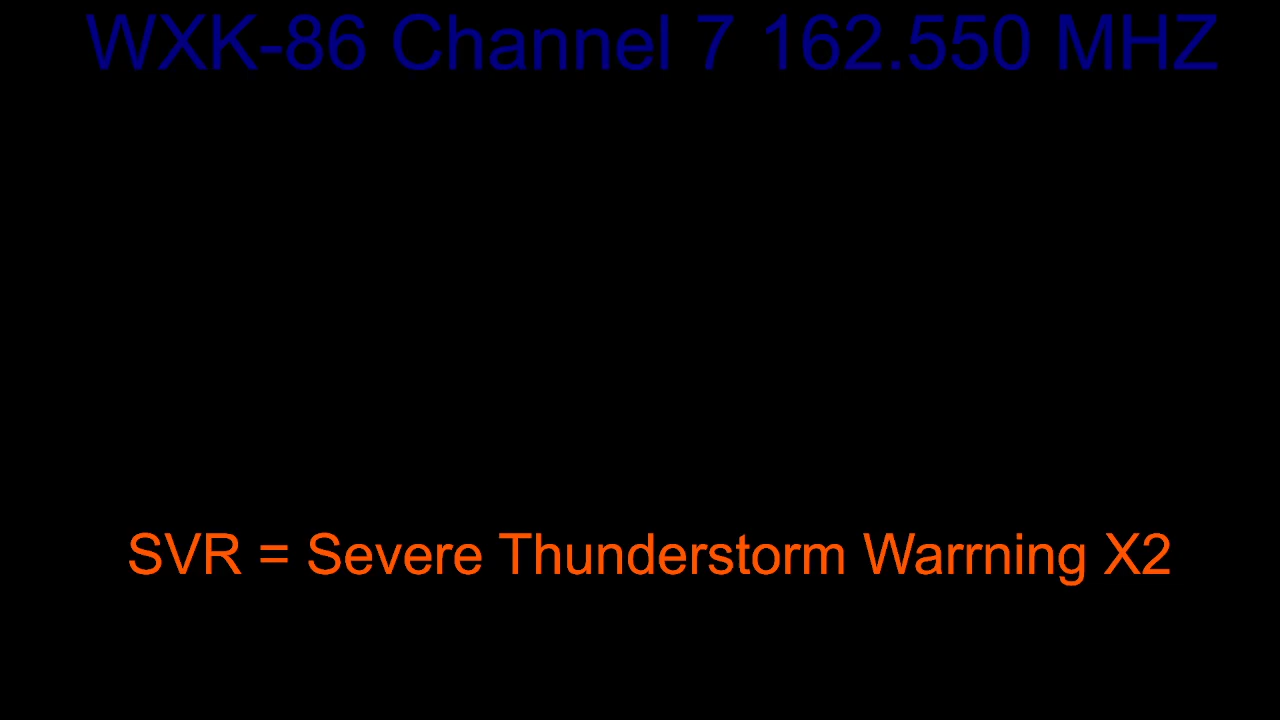 WXK-86 Channel 7 162.550 MHZ
SVR = Severe Thunderstorm Warrning X2